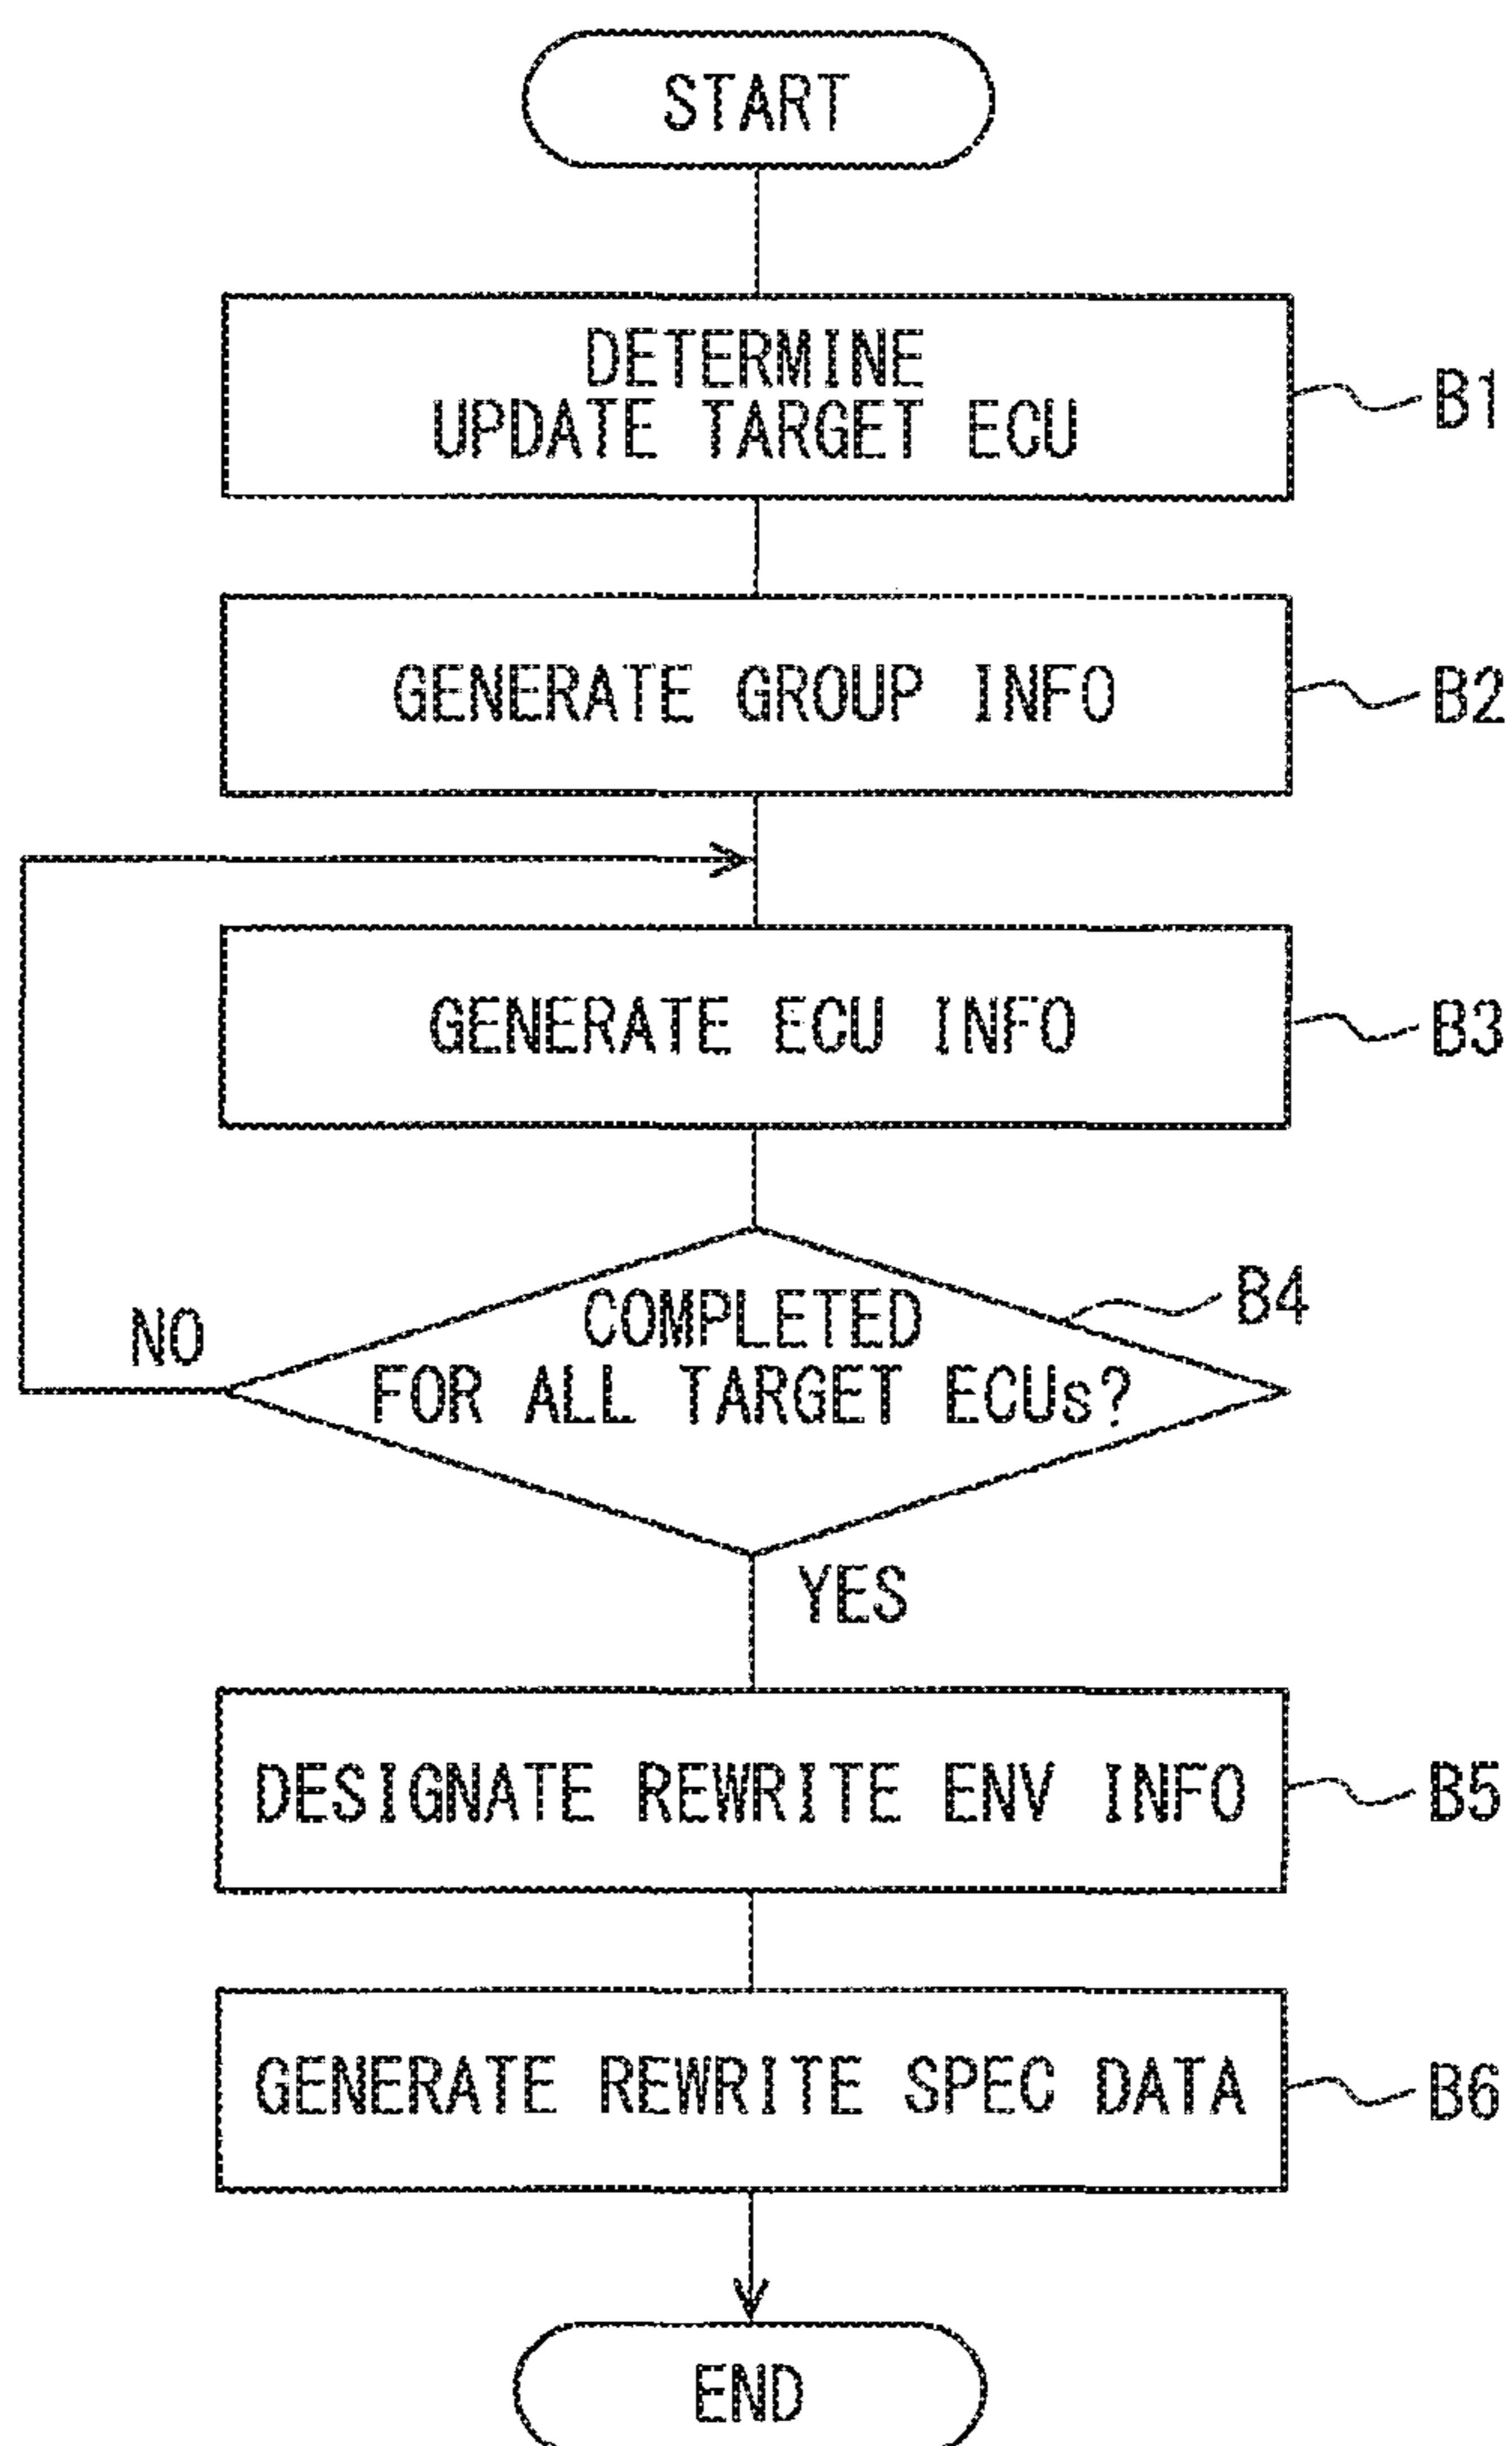 START
DETERMINE
UPDATE TARGET ECU
B1
GENERATE GROUP INFO
B2
GENERATE ECU INFO
B3
COMPLETED
FOR ALL TARGET ECUs?
B4
NO
YES
DESIGNATE REWRITE ENV INFO
B5
GENERATE REWRITE SPEC DATA
B6
END